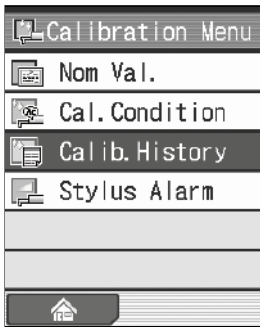 Calibration Menu
Nom Val.
Cal.Condition
Calib.History
Stylus Alarm